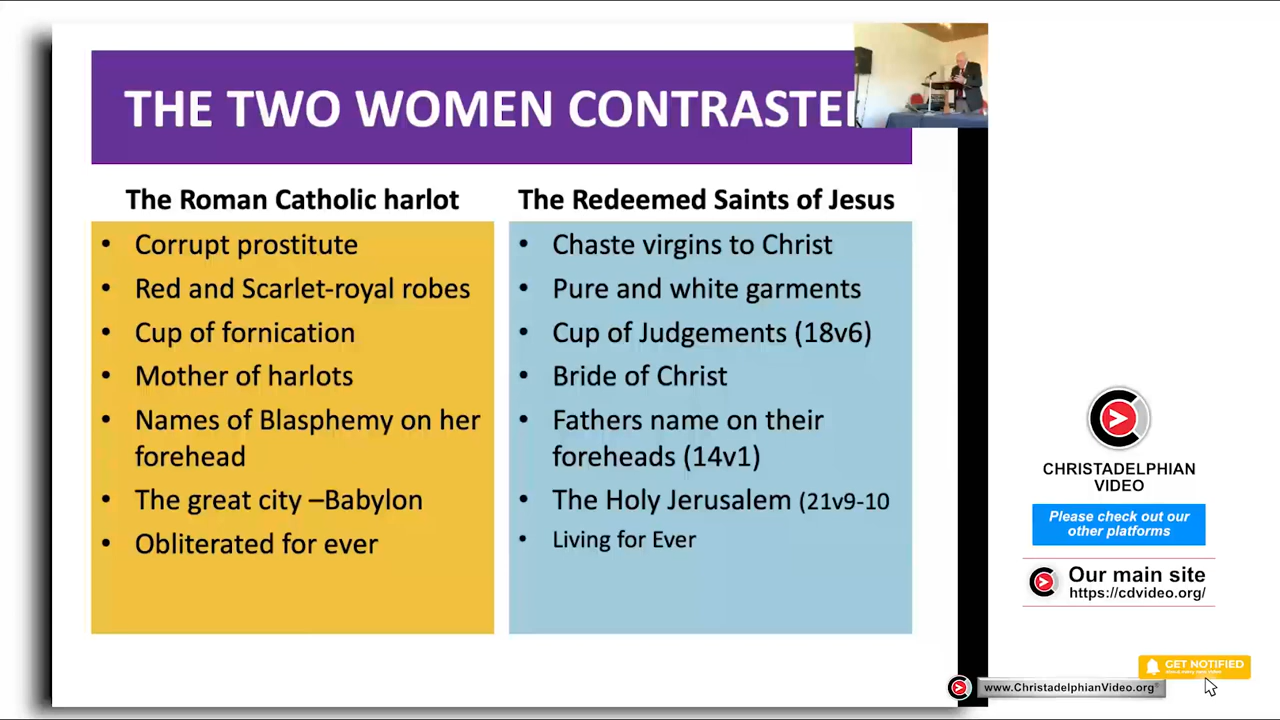 THE TWO WOMEN CONTRASTE
The Roman Catholic harlot
• Corrupt prostitute
• Red and Scarlet-royal robes
• Cup of fornication
• Mother of harlots
• Names of Blasphemy on her
forehead
• The great city –Babylon
• Obliterated for ever
The Redeemed Saints of Jesus
• Chaste virgins to Christ
• Pure and white garments
• Cup of Judgements (18v6)
• Bride of Christ
• Fathers name on their
foreheads (14v1)
• The Holy Jerusalem (21v9-10
• Living for Ever
CHRISTADELPHIAN
VIDEO
Please check out our
other platforms
Our main site
https://cdvideo.org/
GET NOTIFIED
www.ChristadelphianVideo.org